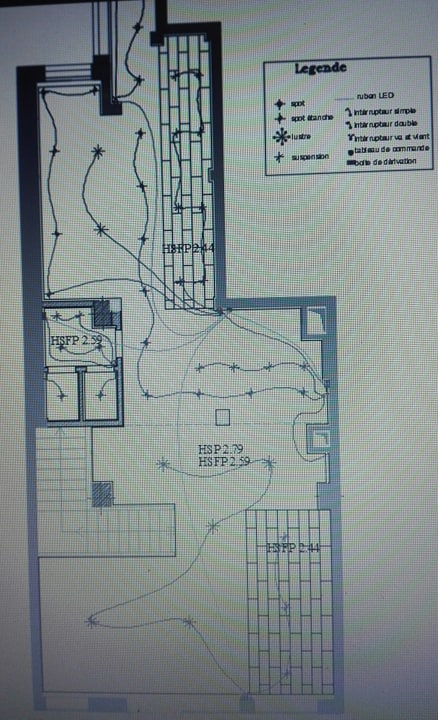 Legende
spot
spot étanche
lustre
suspension
ruban LED
Interrupteur simple
Interrupteur double
Interrupteur va et vient
tableau de commande
boite de dérivation
HSFP 2.44
HSFP 2.59
HSP 2.79
HSFP 2.59
HSFP 2.44